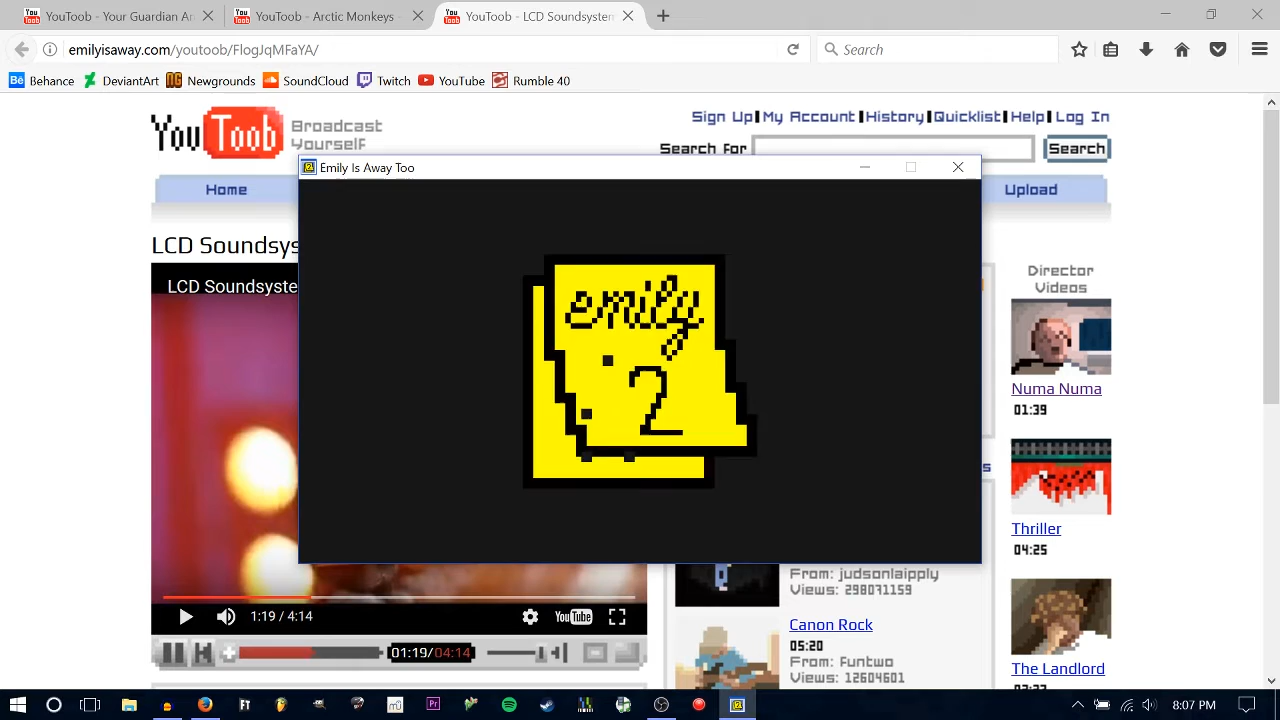 YouToob - You Guardian Ar
YouToob - Arctic Monkeys -
YouToob - LCD Soundsystem
emilyisaway.com/youtoob/FlogJqMFaYA/
Search
Behance
DeviantArt
Newgrounds
SoundCloud
Twitch
YouTube
Rumble 40
YouToob
Broadcast
Yourself
Sign Up|My Account|History|Quicklist|Help|Log In
Search for
Search
Emily Is Away Too
Home
Upload
LCD Soundsys
LCD Soundsyste
emily
2
Director
Videos
Numa Numa
01:39
Thriller
04:25
From: judsonlaipply
Views: 298071159
Canon Rock
05:20
From: Funtwo
Views: 12604601
The Landlord
1:19 / 4:14
YouTube
01:19/04:14
8:07 PM